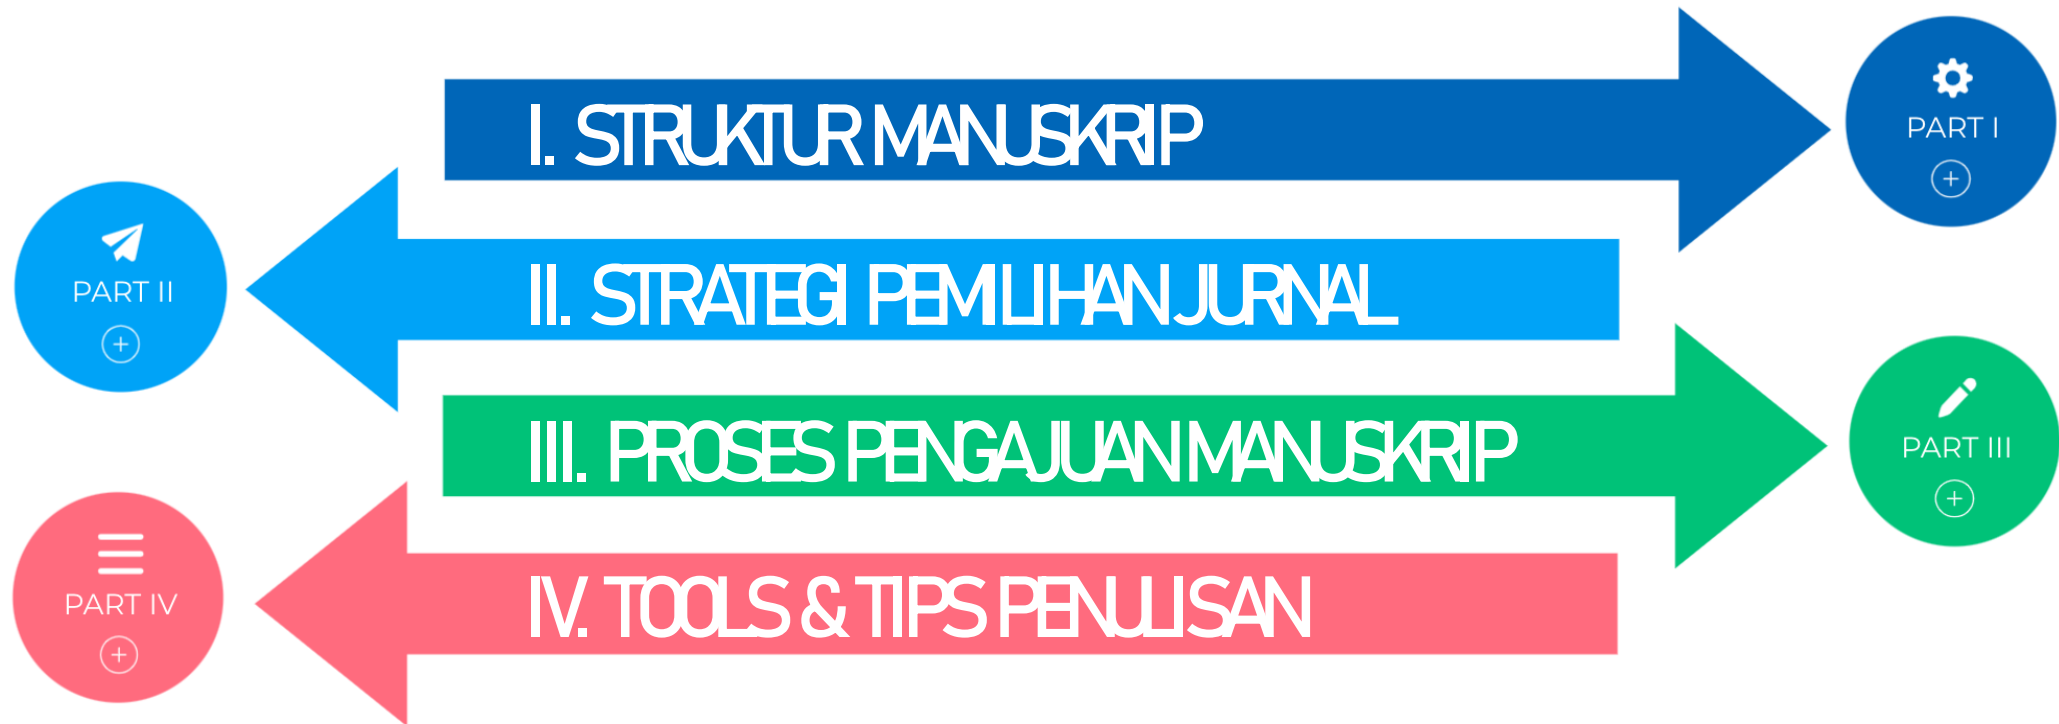 I. STRUKTUR MANUSKRIP
PART I
PART II
II. STRATEGI PEMILIHAN JURNAL
III. PROSES PENGAJUAN MANUSKRIP
PART III
PART IV
IV. TOOLS & TIPS PENULISAN